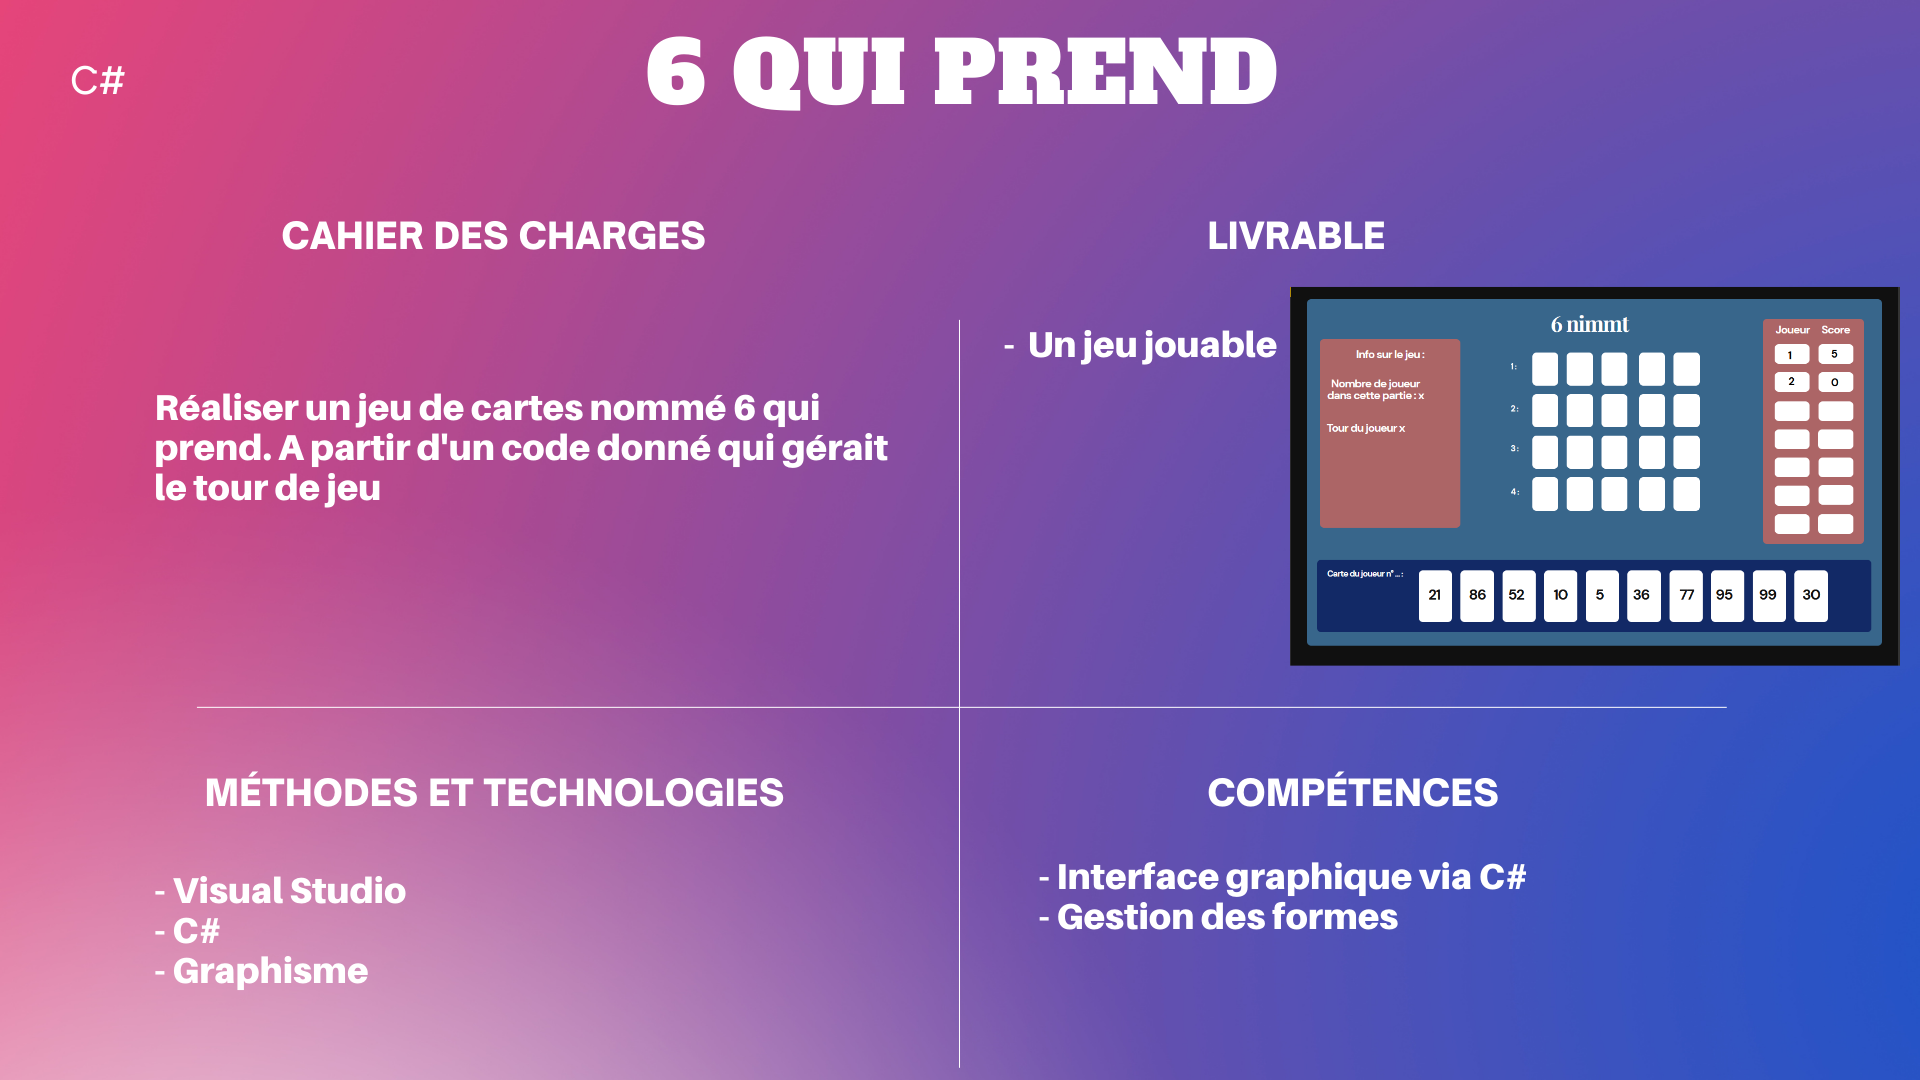 C#
6 QUI PREND
CAHIER DES CHARGES
Réaliser un jeu de cartes nommé 6 qui
prend. A partir d'un code donné qui gérait
le tour de jeu
LIVRABLE
- Un jeu jouable
6 nimmt
Info sur le jeu :
Nombre de joueur
dans cette partie : x
Tour du joueur x
1 :
2 :
3 :
4 :
Joueur Score
1 5
2 0
Carte du joueur n° ... :
21 86 52 10 5 36 77 95 99 30
MÉTHODES ET TECHNOLOGIES
- Visual Studio
- C#
- Graphisme
COMPÉTENCES
- Interface graphique via C#
- Gestion des formes